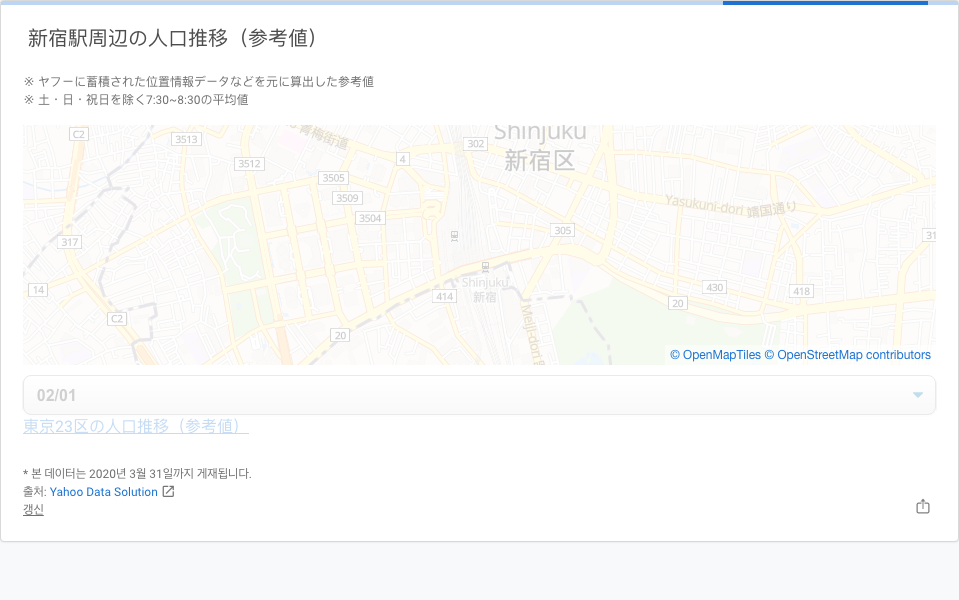 新宿駅周辺の人口推移（参考値）
※ ヤフーに蓄積された位置情報データなどを元に算出した参考値
※ 土・日・祝日を除く7:30~8:30の平均値
C2
3513
青梅街道
302
Shinjuku
新宿区
3512
4
3505
3509
Yasukuni-dori 靖国通り
3504
317
305
31
14
Shinjuku
新宿
414
430
418
20
C2
20
Meiji-dori
© OpenMapTiles © OpenStreetMap contributors
02/01
東京23区の人口推移（参考値）
* 본 데이터는 2020년 3월 31일까지 게재됩니다.
출처: Yahoo Data Solution
갱신